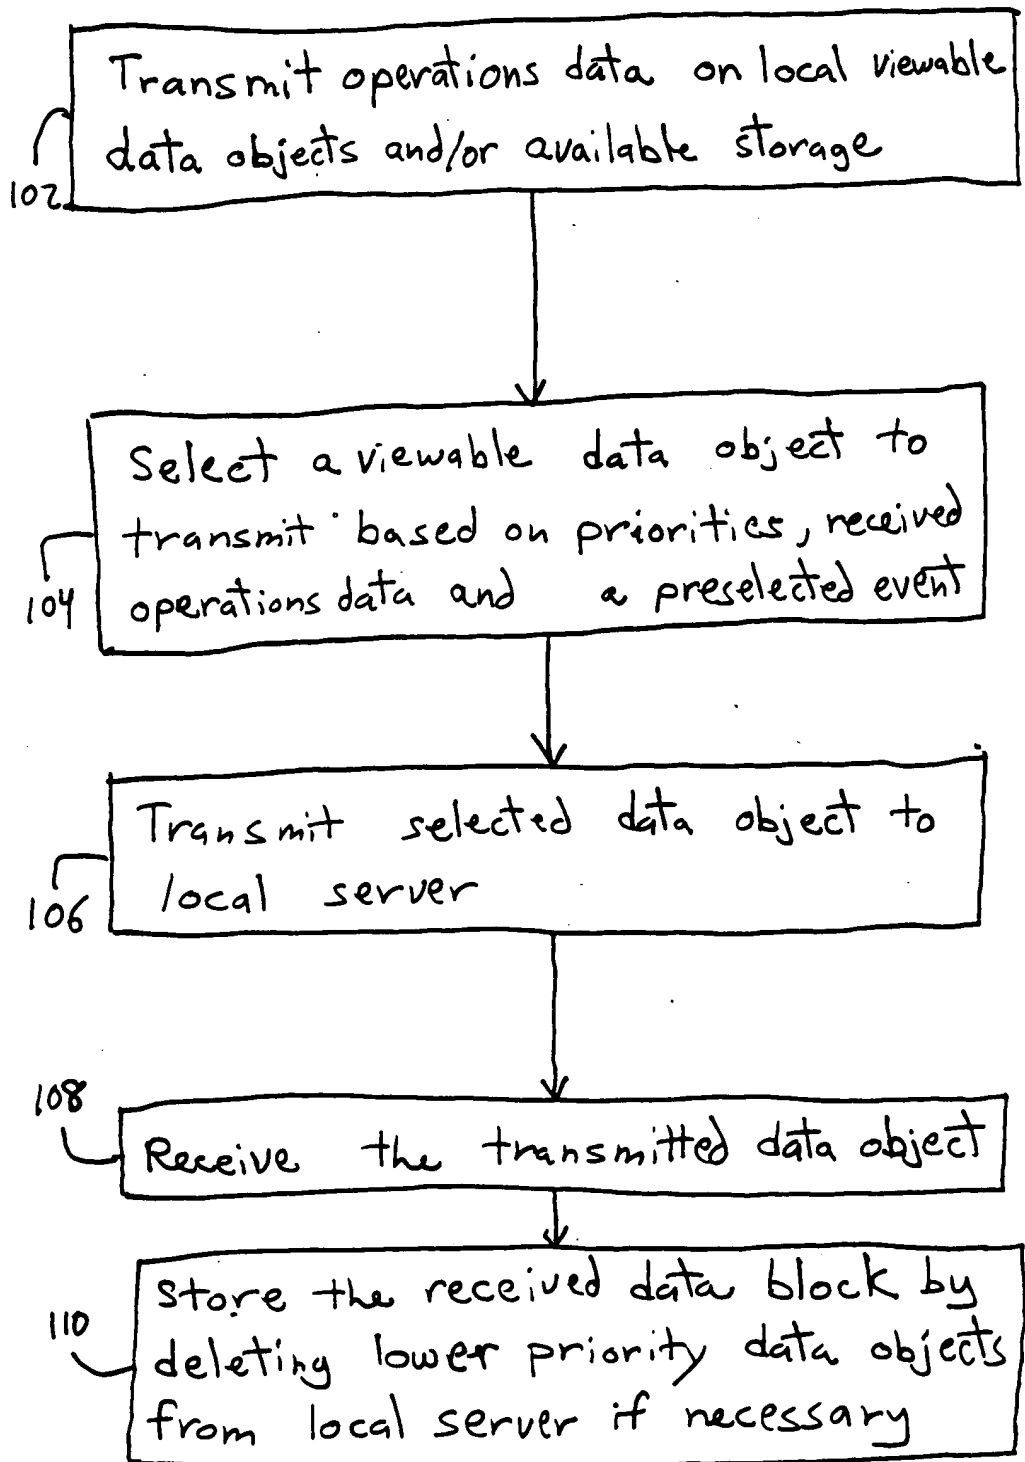 Transmit operations data on local viewable
data objects and/or available storage
102
Select a viewable data object to
transmit based on priorities, received
operations data and a preselected event
104
Transmit selected data object to
local server
106
108
Receive the transmitted data object
Store the received data block by
110
deleting lower priority data objects
from local server if necessary